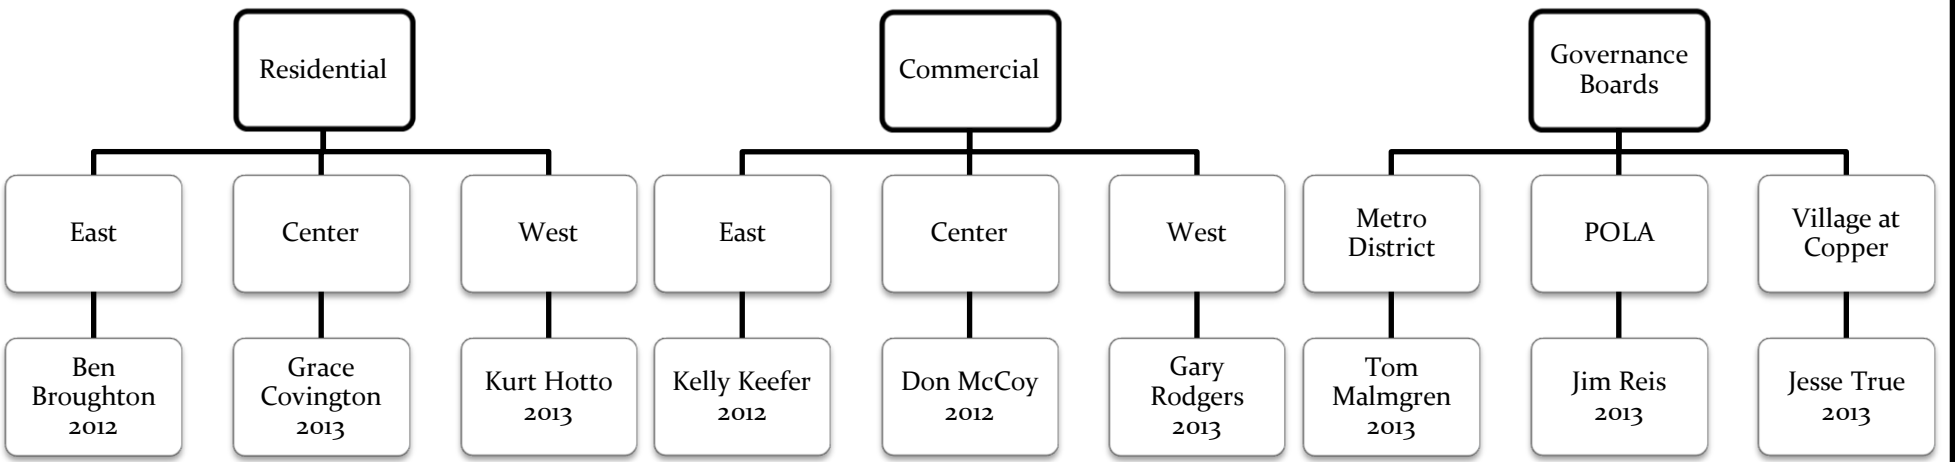 Residential
Commercial
Governance
Boards
East
Center
West
East
Center
West
Metro
District
POLA
Village at
Copper
Ben
Broughton
2012
Grace
Covington
2013
Kurt Hotto
2013
Kelly Keefer
2012
Don McCoy
2012
Gary
Rodgers
2013
Tom
Malmgren
2013
Jim Reis
2013
Jesse True
2013